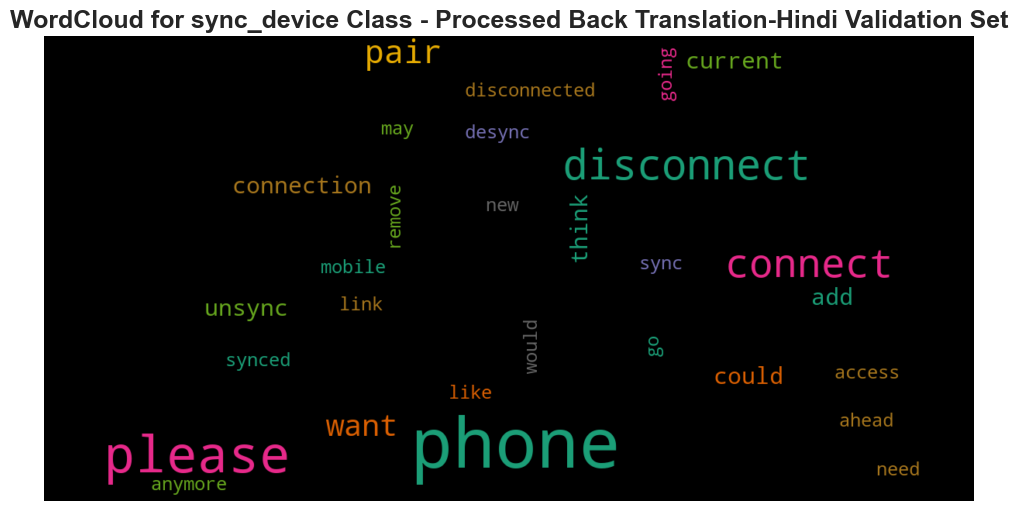 WordCloud for sync_device Class - Processed Back Translation-Hindi Validation Set
pair
going
current
disconnected
may
desync
disconnect
connection
remove
new
think
mobile
sync
connect
unsync
link
add
synced
would
go
could
access
like
want
phone
ahead
please
need
anymore